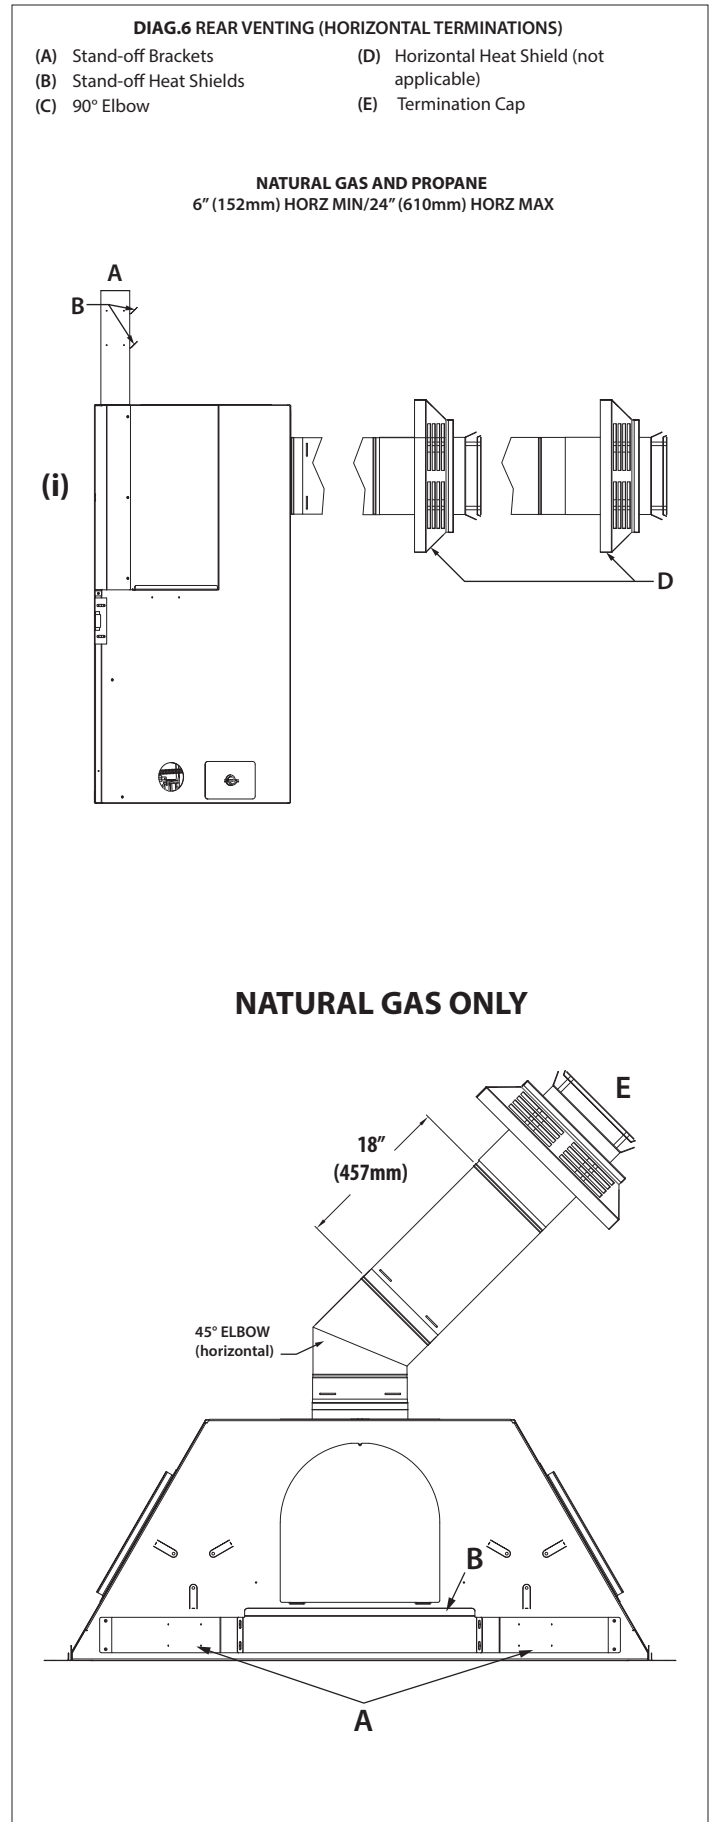 DIAG.6 REAR VENTING (HORIZONTAL TERMINATIONS)
(A) Stand-off Brackets
(B) Stand-off Heat Shields
(C) 90° Elbow
(D) Horizontal Heat Shield (not
applicable)
(E) Termination Cap
NATURAL GAS AND PROPANE
6” (152mm) HORZ MIN/24” (610mm) HORZ MAX
A
B
(i)
D
NATURAL GAS ONLY
E
18”
(457mm)
45° ELBOW
(horizontal)
B
A